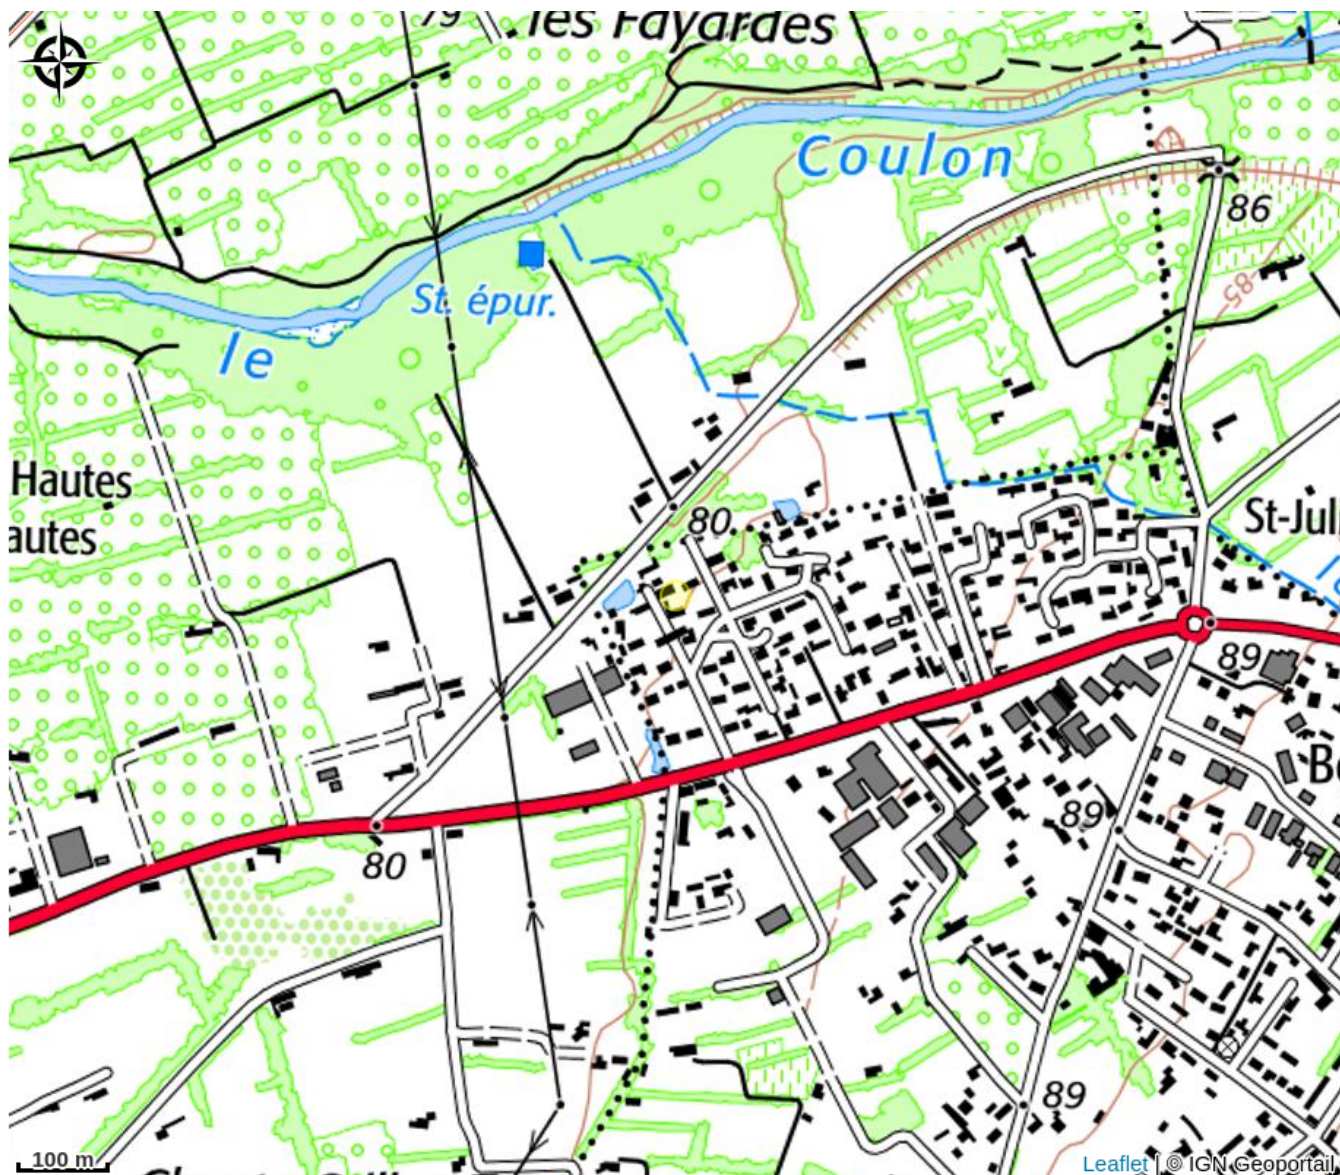 79
les Fayardes
Coulon
86
85
St. épur.
le
Hautes
autes
80
St-Jul
89
B
89
80
89
100 m
Leaflet | © IGN Geoportail